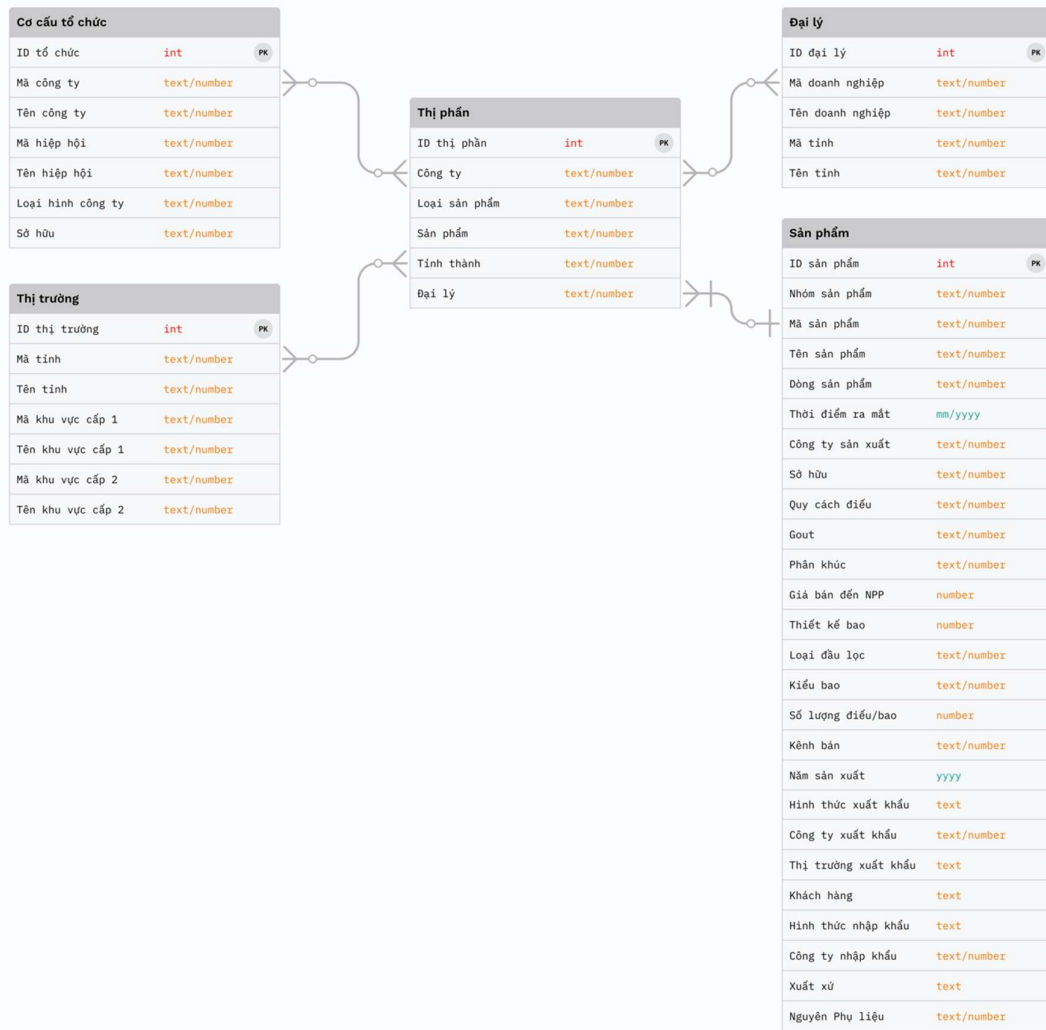 Cơ cấu tổ chức
ID tổ chức int PK
Mã công ty text/number
Tên công ty text/number
Mã hiệp hội text/number
Tên hiệp hội text/number
Loại hình công ty text/number
Sở hữu text/number
Thị trường
ID thị trường int PK
Mã tỉnh text/number
Tên tỉnh text/number
Mã khu vực cấp 1 text/number
Tên khu vực cấp 1 text/number
Mã khu vực cấp 2 text/number
Tên khu vực cấp 2 text/number
Thị phần
ID thị phần int PK
Công ty text/number
Loại sản phẩm text/number
Sản phẩm text/number
Tỉnh thành text/number
Đại lý text/number
Đại lý
ID đại lý int PK
Mã doanh nghiệp text/number
Tên doanh nghiệp text/number
Mã tỉnh text/number
Tên tỉnh text/number
Sản phẩm
ID sản phẩm int PK
Nhóm sản phẩm text/number
Mã sản phẩm text/number
Tên sản phẩm text/number
Dòng sản phẩm text/number
Thời điểm ra mắt mm/yyyy
Công ty sản xuất text/number
Sở hữu text/number
Quy cách điếu text/number
Gout text/number
Phân khúc text/number
Giá bán đến NPP number
Thiết kế bao number
Loại đầu lọc text/number
Kiểu bao text/number
Số lượng điếu/bao number
Kênh bán text/number
Năm sản xuất yyyy
Hình thức xuất khẩu text
Công ty xuất khẩu text/number
Thị trường xuất khẩu text
Khách hàng text
Hình thức nhập khẩu text
Công ty nhập khẩu text/number
Xuất xứ text
Nguyên Phụ liệu text/number